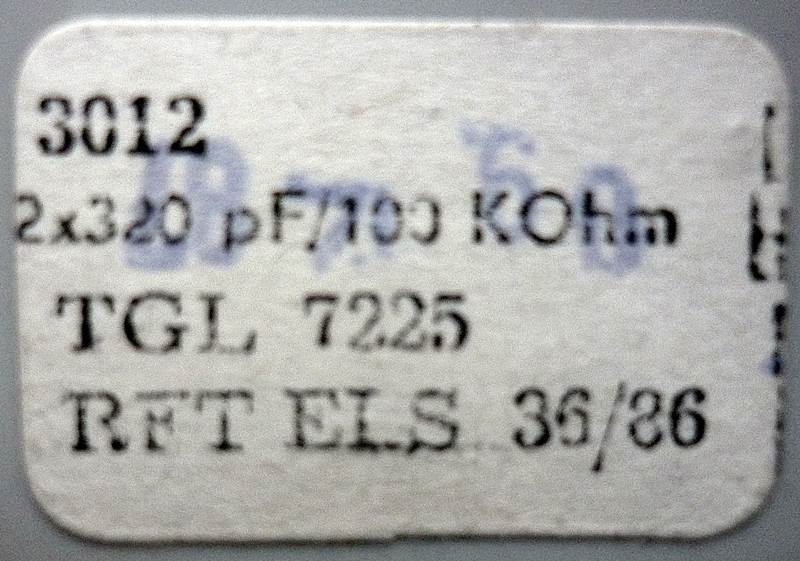 3012
2x320 pF/100 KOhm
TGL 7225
RFT ELS 36/86